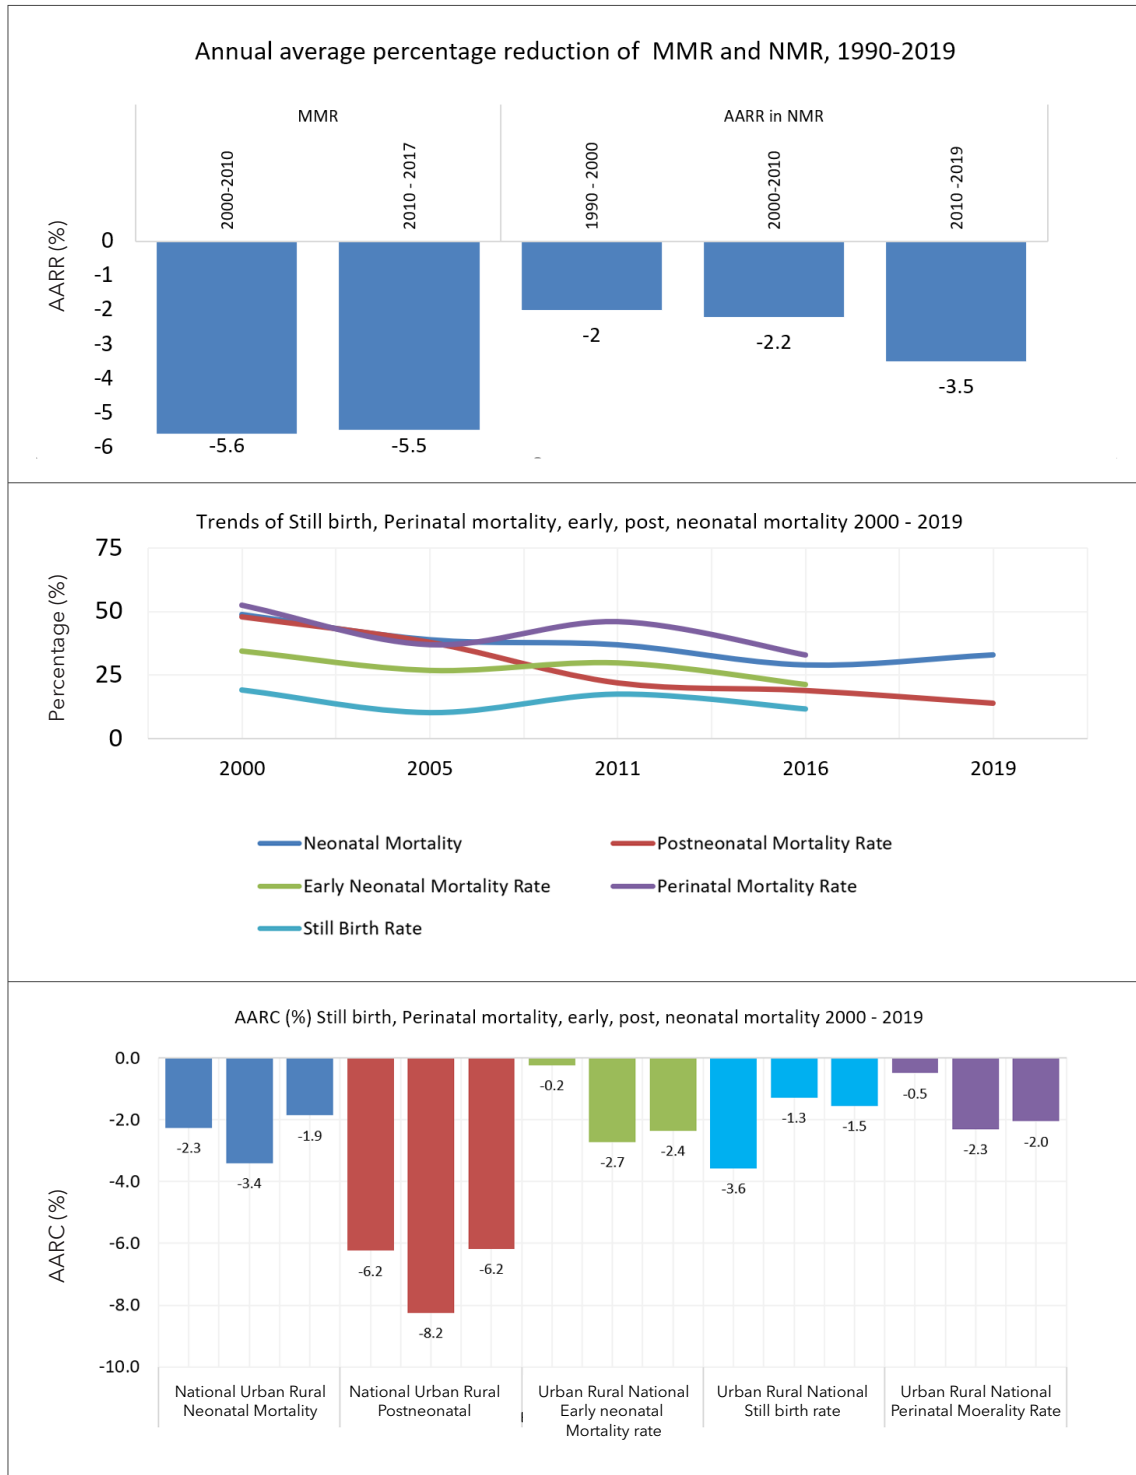 Annual average percentage reduction of MMR and NMR, 1990-2019
MMR
AARR in NMR
2000-2010
2010 - 2017
1990 - 2000
2000-2010
2010 -2019
AARR (%)
0
-1
-2
-3
-4
-5
-6
-5.6
-5.5
-2
-2.2
-3.5
Trends of Still birth, Perinatal mortality, early, post, neonatal mortality 2000 - 2019
Percentage (%)
75
50
25
0
2000
2005
2011
2016
2019
Neonatal Mortality
Postneonatal Mortality Rate
Early Neonatal Mortality Rate
Perinatal Mortality Rate
Still Birth Rate
AARC (%) Still birth, Perinatal mortality, early, post, neonatal mortality 2000 - 2019
AARC (%)
0.0
-2.0
-4.0
-6.0
-8.0
-10.0
-2.3
-3.4
-1.9
-6.2
-8.2
-6.2
-0.2
-2.7
-2.4
-3.6
-1.3
-1.5
-0.5
-2.3
-2.0
National Urban Rural
Neonatal Mortality
National Urban Rural
Postneonatal
Urban Rural National
Early neonatal
Mortality rate
Urban Rural National
Still birth rate
Urban Rural National
Perinatal Moerality Rate